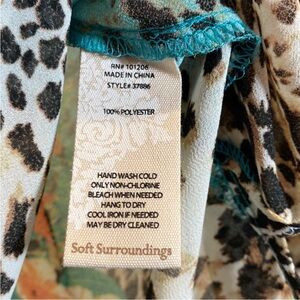 RN# 101206
MADE IN CHINA
STYLE# 37886
100% POLYESTER
HAND WASH COLD
ONLY NON-CHLORINE
BLEACH WHEN NEEDED
HANG TO DRY
COOL IRON IF NEEDED
MAY BE DRY CLEANED
Soft Surroundings